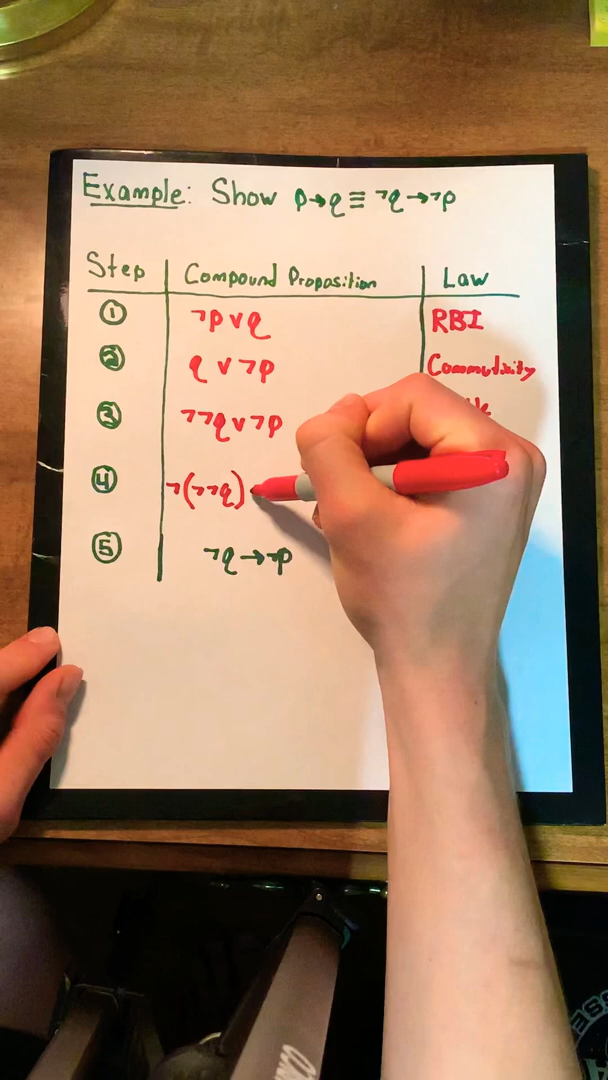 Example: Show p→q ≡ ¬q→¬p
Step Compound Proposition Law
① ¬p ∨ q RBI
② q ∨ ¬p Commutivity
③ ¬¬q ∨ ¬p
④ ¬(¬¬q)
⑤ ¬q→¬p